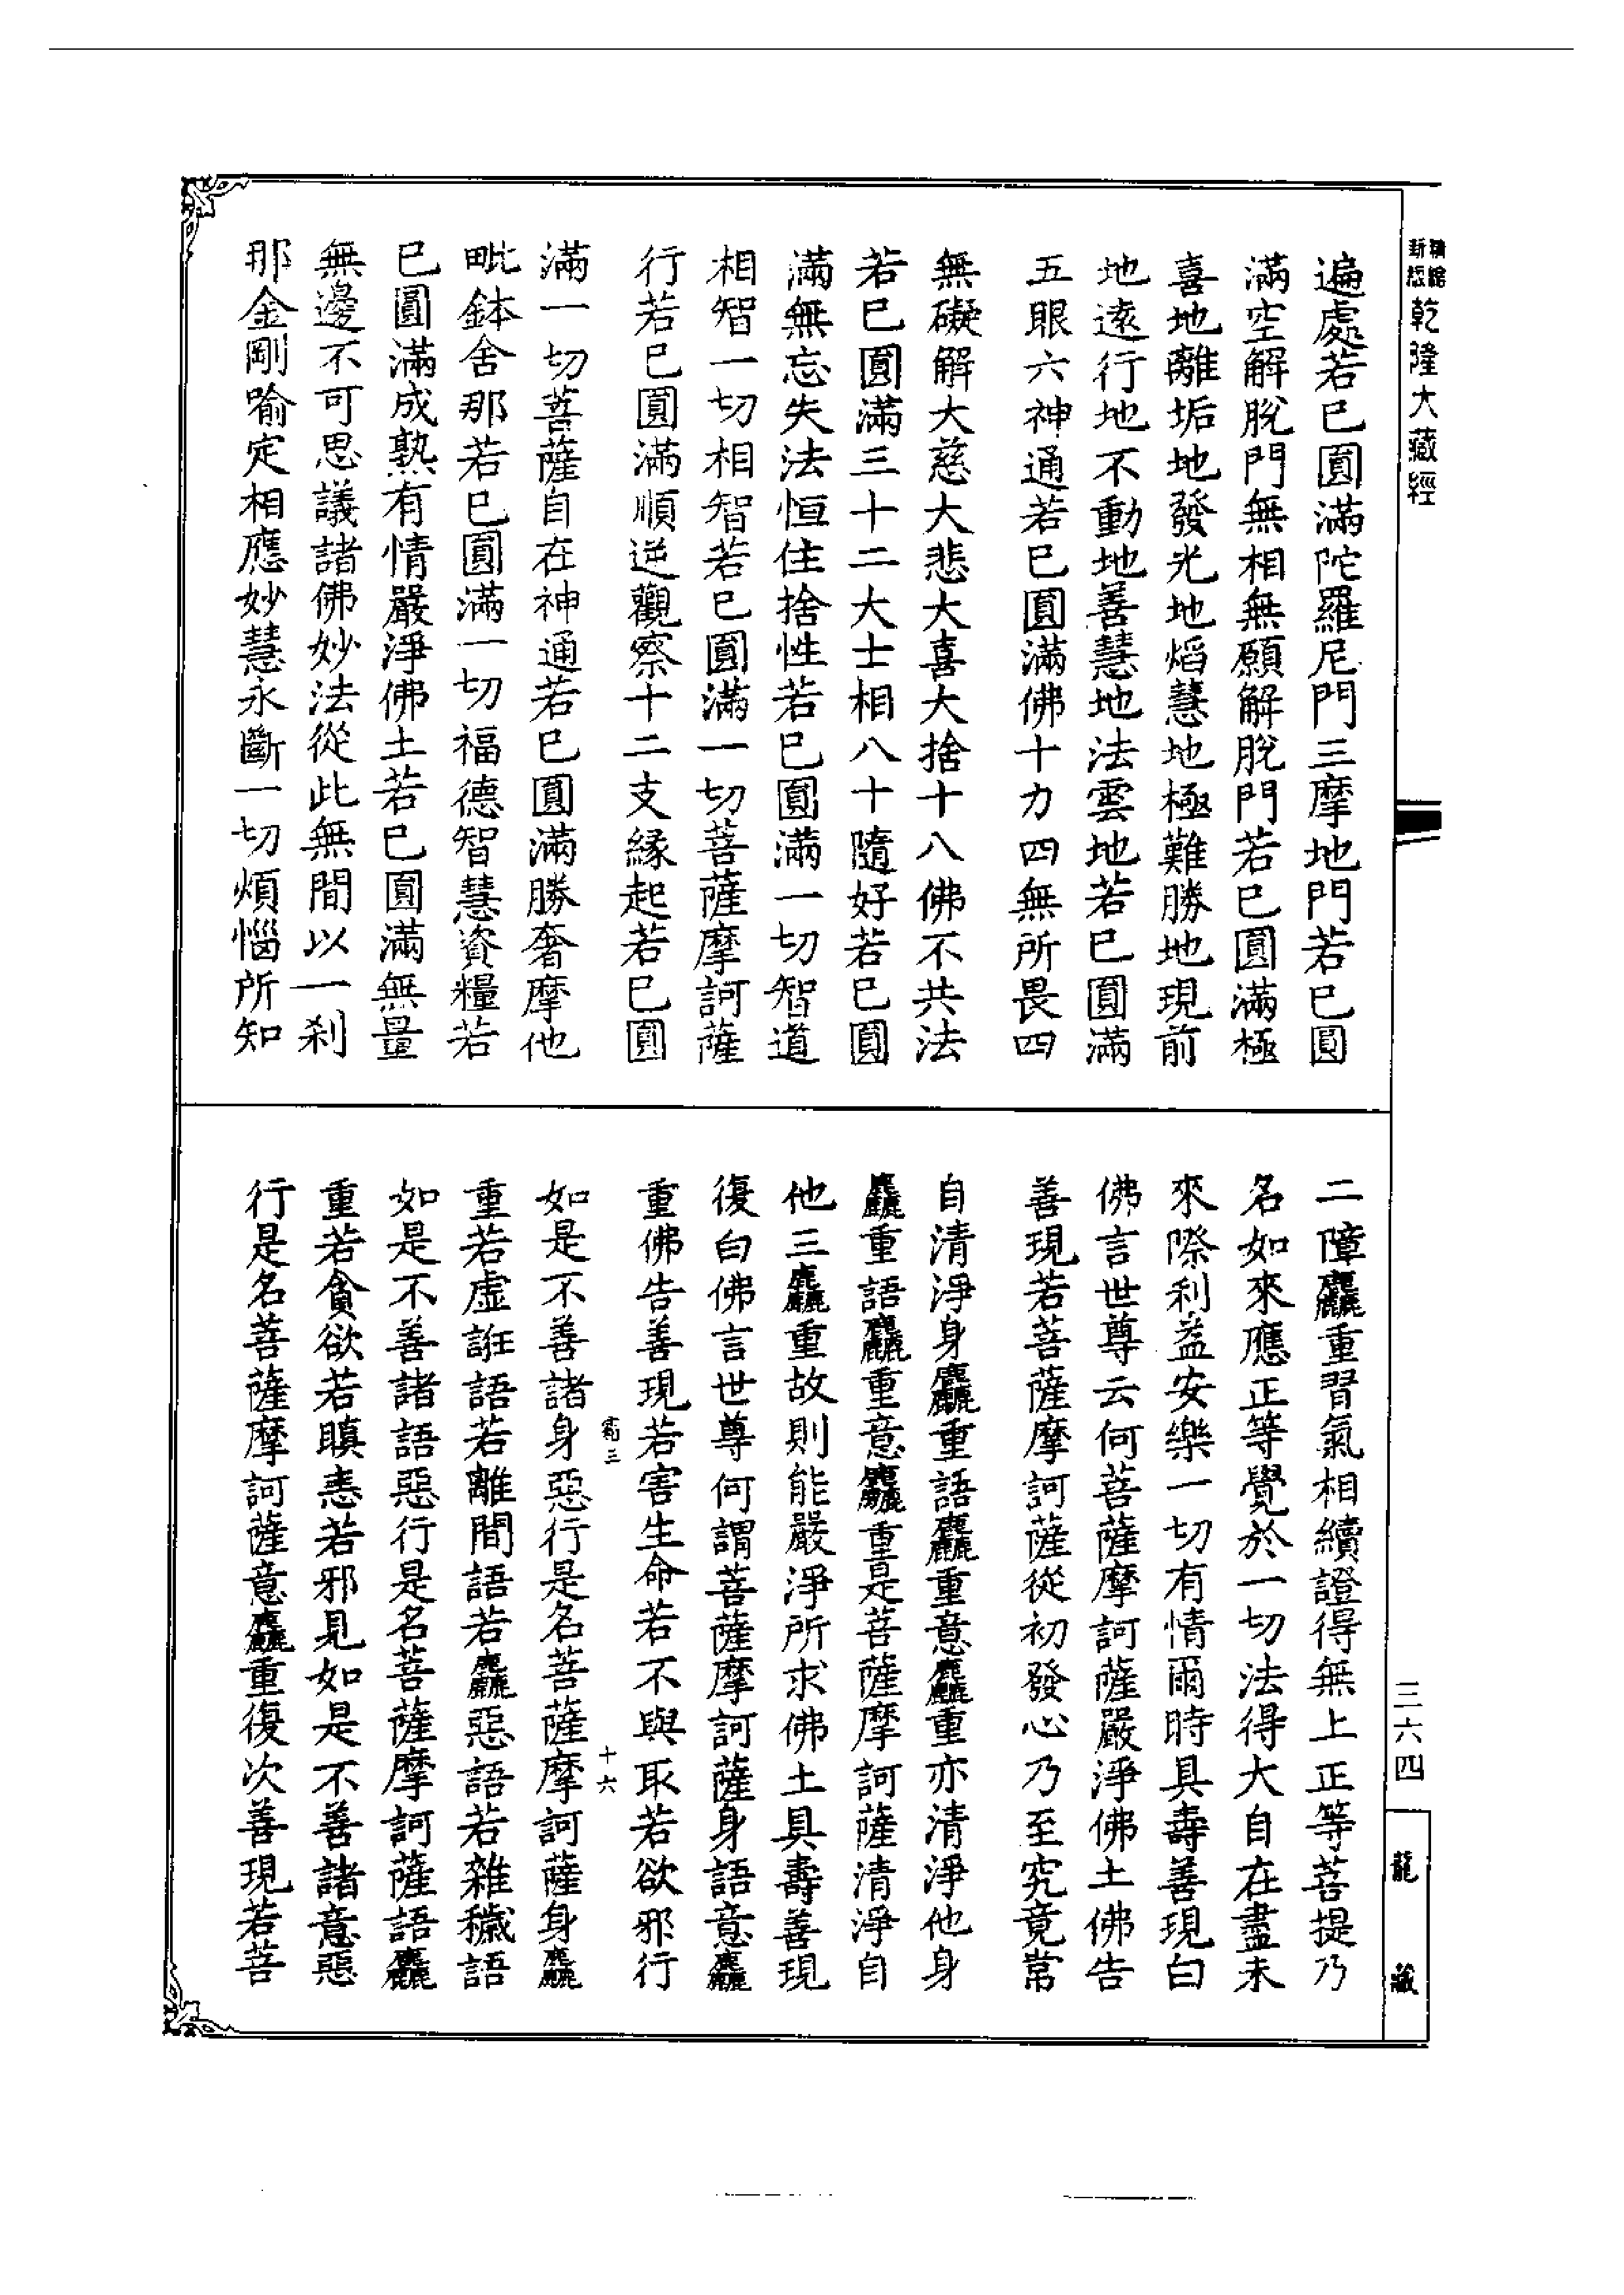 乾隆大藏經
遍處若已圓滿陀羅尼門三摩地門若已圓
滿空解脫門無相無願解脫門若已圓滿極
喜地離垢地發光地焰慧地極難勝地現前
地遠行地不動地善慧地法雲地若已圓滿
五眼六神通若已圓滿佛十力四無所畏四
無礙解大慈大悲大喜大捨十八佛不共法
若已圓滿三十二大士相八十隨好若已圓
滿無忘失法恒住捨性若已圓滿一切智道
相智一切相智若已圓滿一切菩薩摩訶薩
行若已圓滿順逆觀察十二支緣起若已圓
滿一切菩薩自在神通若已圓滿勝奢摩他
毗鉢舍那若已圓滿一切福德智慧資糧若
已圓滿成熟有情嚴淨佛土若已圓滿無量
無邊不可思議諸佛妙法從此無間以一剎
那金剛喻定相應妙慧永斷一切煩惱所知
二障麤重習氣相續證得無上正等菩提乃
名如來應正等覺於一切法得大自在盡未
來際利益安樂一切有情爾時具壽善現白
佛言世尊云何菩薩摩訶薩嚴淨佛土佛告
善現若菩薩摩訶薩從初發心乃至究竟常
自清淨身麤重語麤重意麤重亦清淨他身
麤重語麤重意麤重是菩薩摩訶薩清淨自
他三麤重故則能嚴淨所求佛土具壽善現
復白佛言世尊何謂菩薩摩訶薩身語意麤
重佛告善現若害生命若不與取若欲邪行
三 十六
如是不善諸身惡行是名菩薩摩訶薩身麤
重若虛誑語若離間語若麤惡語若雜穢語
如是不善諸語惡行是名菩薩摩訶薩語麤
重若貪欲若瞋恚若邪見如是不善諸意惡
行是名菩薩摩訶薩意麤重復次善現若菩
三六四
龍藏